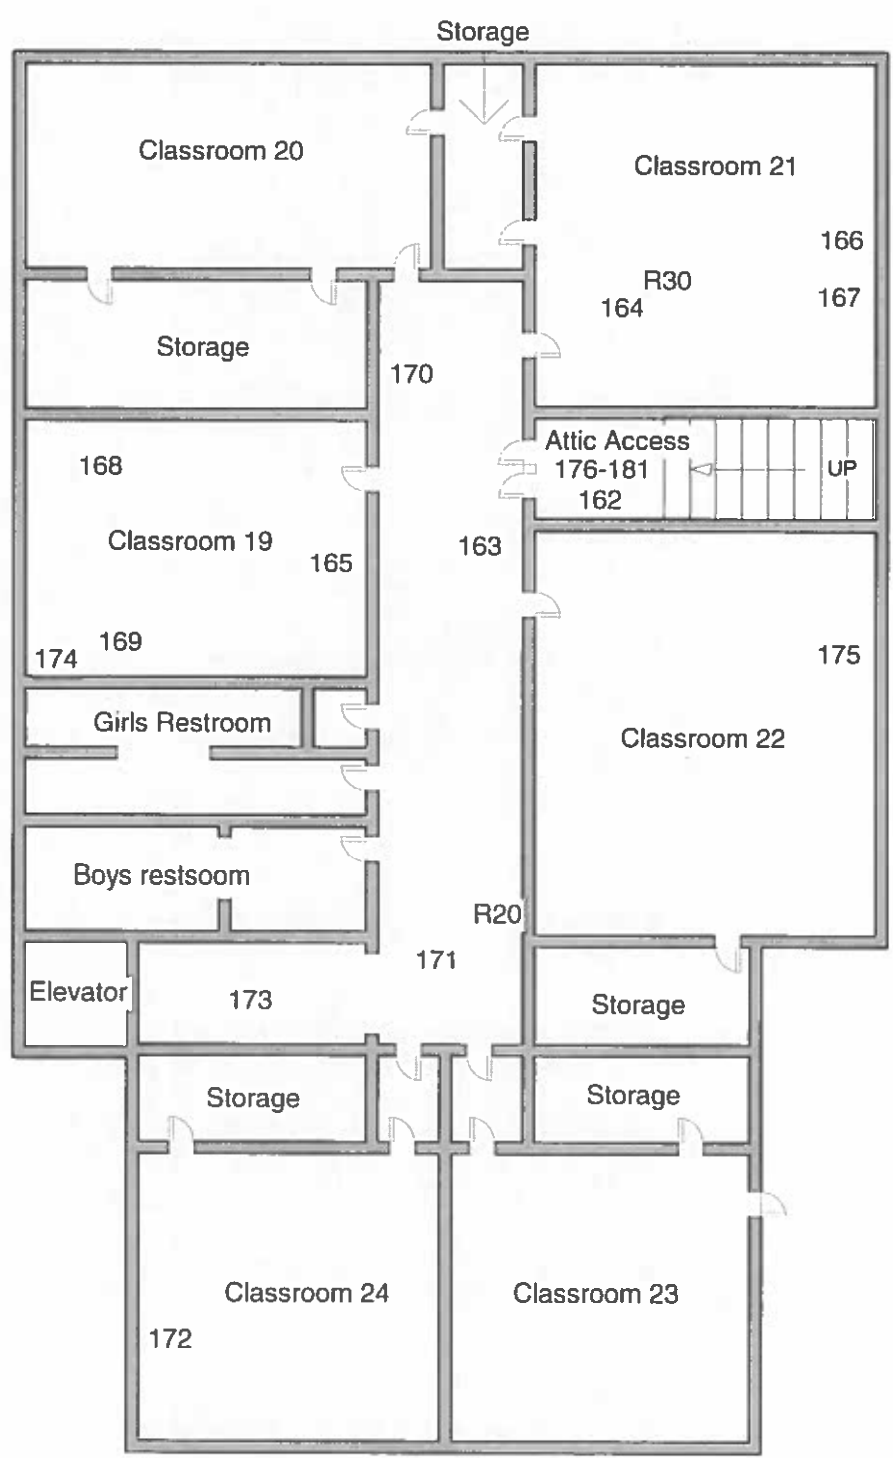 Storage
Classroom 20
Classroom 21
166
R30
167
164
Storage
170
Attic Access
176-181
UP
162
168
Classroom 19
163
165
169
174
175
Girls Restroom
Classroom 22
Boys restsoom
R20
171
Elevator
173
Storage
Storage
Storage
Classroom 24
Classroom 23
172